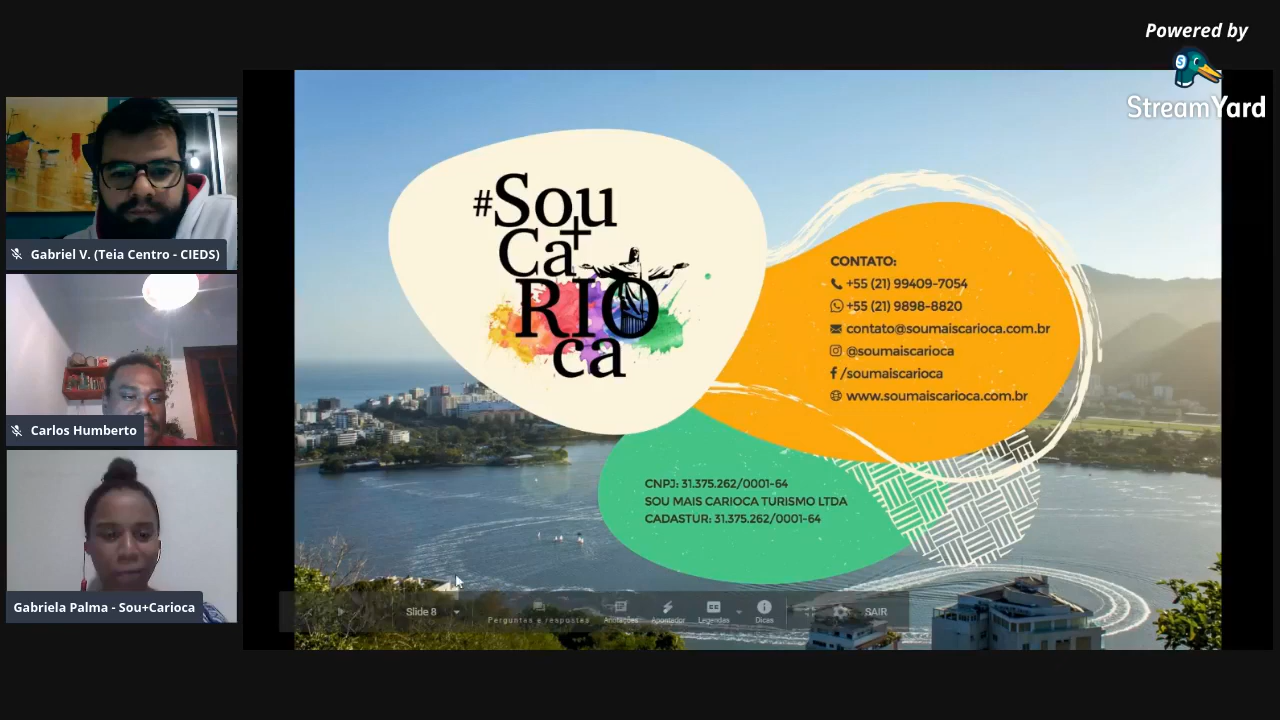 Powered by
StreamYard
Gabriel V. (Teia Centro - CIEDS)
Carlos Humberto
Gabriela Palma - Sou+Carioca
#Sou
+
Ca
RIO
ca
CONTATO:
+55 (21) 99409-7054
+55 (21) 9898-8820
contato@soumaiscarioca.com.br
@soumaiscarioca
/soumaiscarioca
www.soumaiscarioca.com.br
CNPJ: 31.375.262/0001-64
SOU MAIS CARIOCA TURISMO LTDA
CADASTUR: 31.375.262/0001-64
Slide 8
Perguntas e respostas
Anotações
Apontador
Legendas
Dicas
SAIR